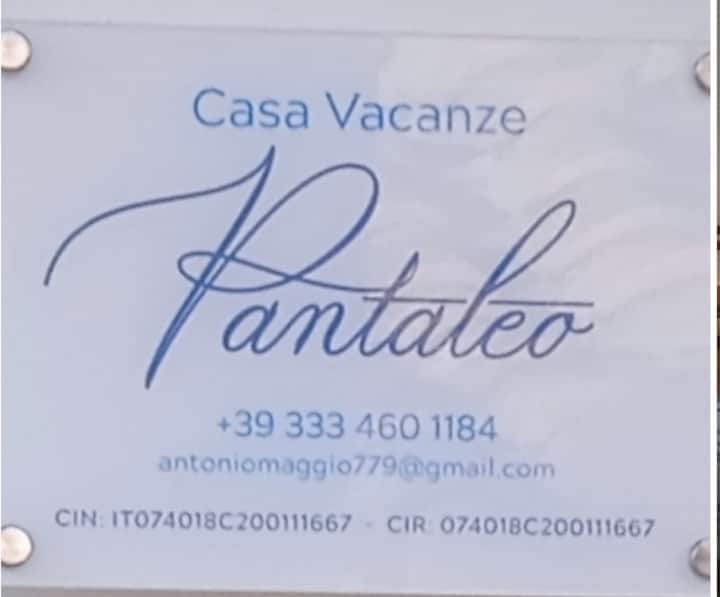 Casa Vacanze
Pantaleo
+39 333 460 1184
antoniomaggio779@gmail.com
CIN: IT074018C200111667 - CIR: 074018C200111667